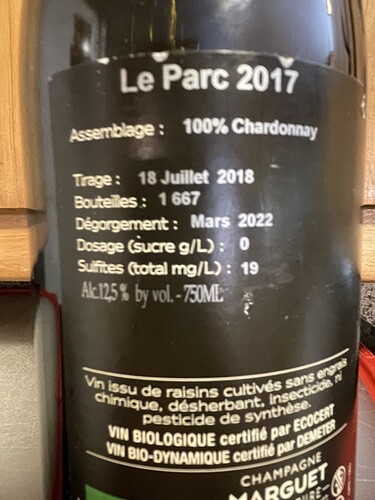 Le Parc 2017
Assemblage : 100% Chardonnay
Tirage : 18 Juillet 2018
Bouteilles : 1 667
Dégorgement : Mars 2022
Dosage (sucre g/L) : 0
Sulfites (total mg/L) : 19
Alc.12,5 % by vol. - 750ML
Vin issu de raisins cultivés sans engrais
chimique, désherbant, insecticide, ni
pesticide de synthèse.
VIN BIOLOGIQUE certifié par ECOCERT
VIN BIO-DYNAMIQUE certifié par DEMETER
CHAMPAGNE
MARGUET